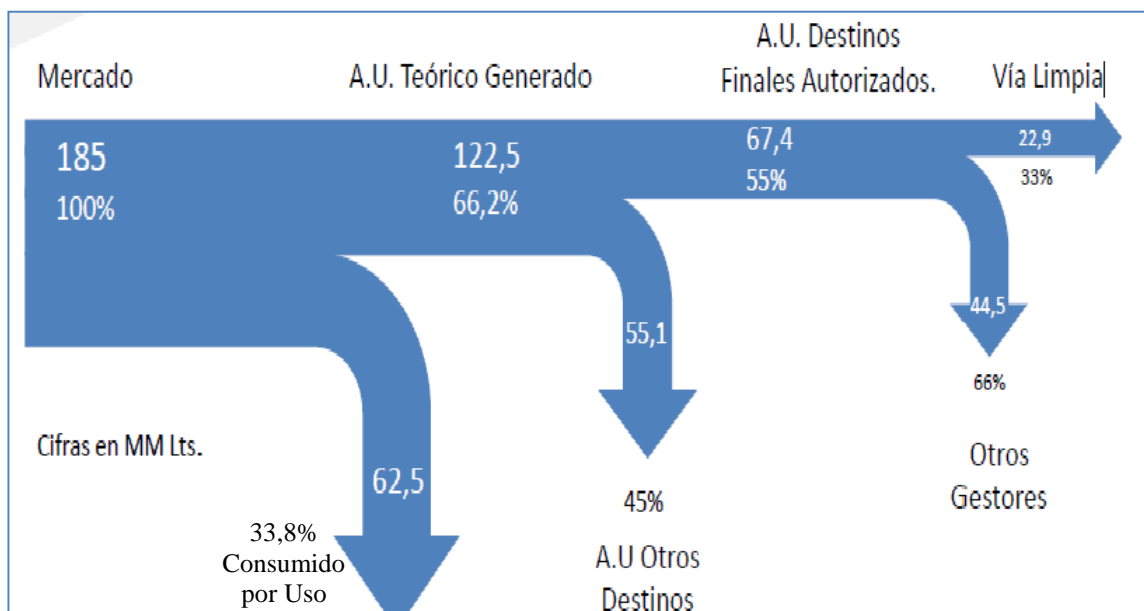 Mercado
A.U. Teórico Generado
A.U. Destinos
Finales Autorizados.
Vía Limpia
185
100%
122,5
66,2%
67,4
55%
22,9
33%
62,5
33,8%
Consumido
por Uso
55,1
45%
A.U Otros
Destinos
44,5
66%
Otros
Gestores
Cifras en MM Lts.